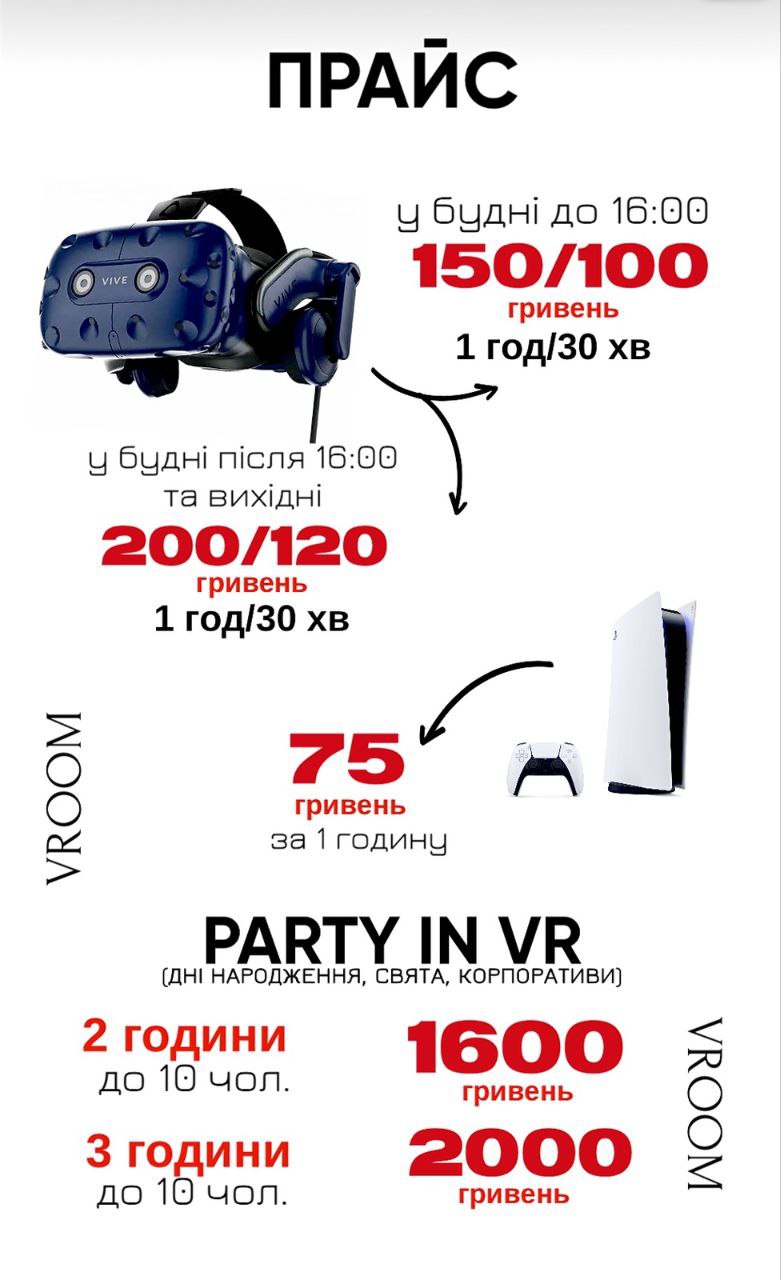 ПРАЙС
VIVE
VIVE
у будні до 16:00
150/100
гривень
1 год/30 хв
у будні після 16:00
та вихідні
200/120
гривень
1 год/30 хв
75
гривень
за 1 годину
VROOM
PARTY IN VR
(ДНІ НАРОДЖЕННЯ, СВЯТА, КОРПОРАТИВИ)
2 години
до 10 чол.
1600
гривень
3 години
до 10 чол.
2000
гривень
VROOM